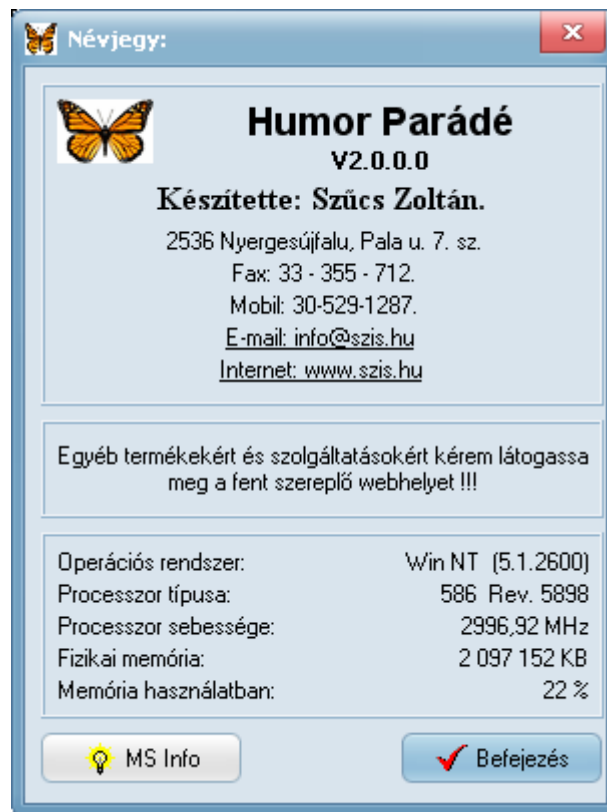 Névjegy:
Humor Parádé
V2.0.0.0
Készítette: Szűcs Zoltán.
2536 Nyergesújfalu, Pala u. 7. sz.
Fax: 33 - 355 - 712.
Mobil: 30-529-1287.
E-mail: info@szis.hu
Internet: www.szis.hu
Egyéb termékekért és szolgáltatásokért kérem látogassa
meg a fent szereplő webhelyet !!!
Operációs rendszer: Win NT (5.1.2600)
Processzor típusa: 586 Rev. 5898
Processzor sebessége: 2996,92 MHz
Fizikai memória: 2 097 152 KB
Memória használatban: 22 %
MS Info Befejezés